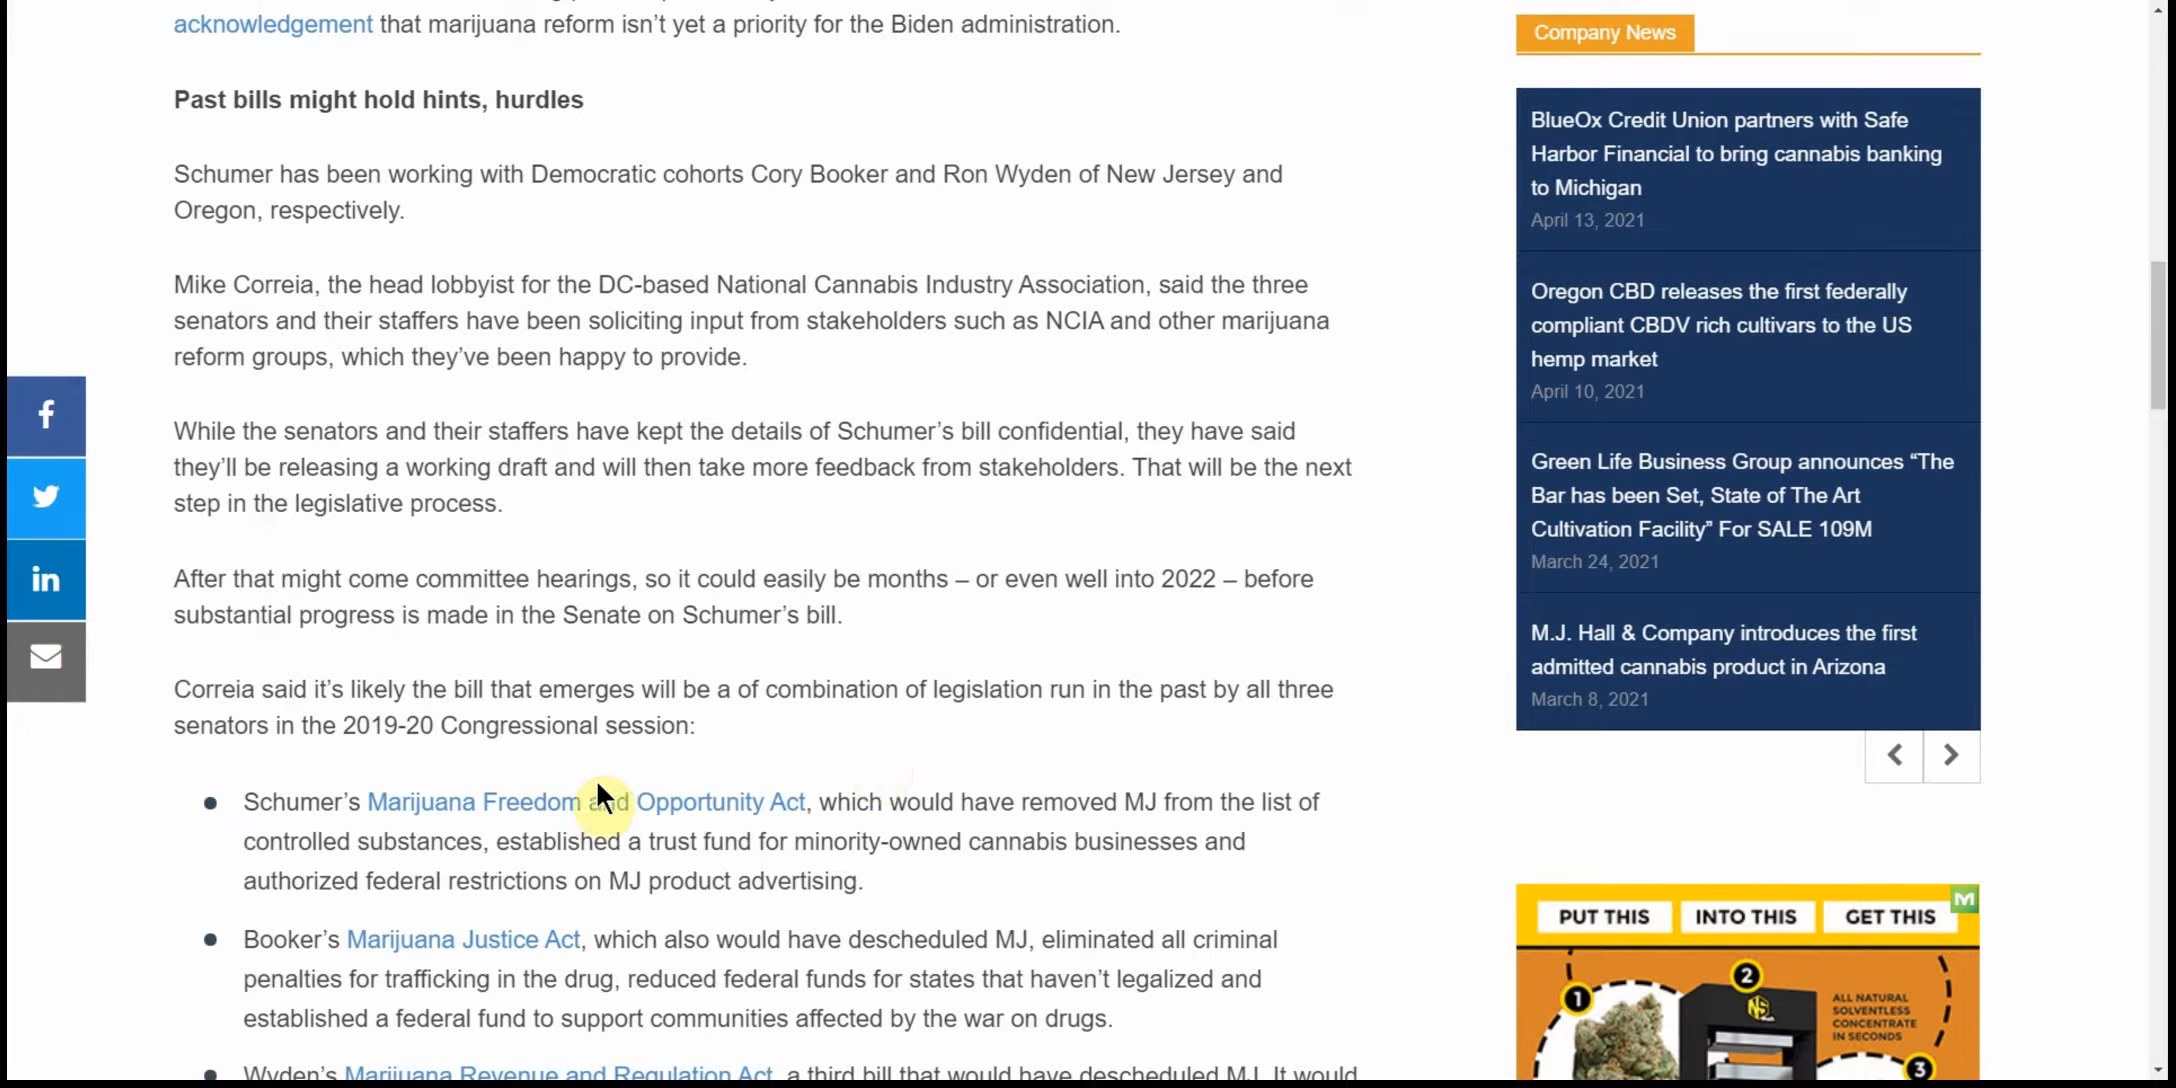 acknowledgement that marijuana reform isn’t yet a priority for the Biden administration.
Past bills might hold hints, hurdles
Schumer has been working with Democratic cohorts Cory Booker and Ron Wyden of New Jersey and
Oregon, respectively.
Mike Correia, the head lobbyist for the DC-based National Cannabis Industry Association, said the three
senators and their staffers have been soliciting input from stakeholders such as NCIA and other marijuana
reform groups, which they’ve been happy to provide.
While the senators and their staffers have kept the details of Schumer’s bill confidential, they have said
they’ll be releasing a working draft and will then take more feedback from stakeholders. That will be the next
step in the legislative process.
After that might come committee hearings, so it could easily be months – or even well into 2022 – before
substantial progress is made in the Senate on Schumer’s bill.
Correia said it’s likely the bill that emerges will be a of combination of legislation run in the past by all three
senators in the 2019-20 Congressional session:
Schumer’s Marijuana Freedom and Opportunity Act, which would have removed MJ from the list of
controlled substances, established a trust fund for minority-owned cannabis businesses and
authorized federal restrictions on MJ product advertising.
Booker’s Marijuana Justice Act, which also would have descheduled MJ, eliminated all criminal
penalties for trafficking in the drug, reduced federal funds for states that haven’t legalized and
established a federal fund to support communities affected by the war on drugs.
Wyden’s Marijuana Revenue and Regulation Act, a third bill that would have descheduled MJ. It would
Company News
BlueOx Credit Union partners with Safe
Harbor Financial to bring cannabis banking
to Michigan
April 13, 2021
Oregon CBD releases the first federally
compliant CBDV rich cultivars to the US
hemp market
April 10, 2021
Green Life Business Group announces “The
Bar has been Set, State of The Art
Cultivation Facility” For SALE 109M
March 24, 2021
M.J. Hall & Company introduces the first
admitted cannabis product in Arizona
March 8, 2021
PUT THIS INTO THIS GET THIS
M
1
2
ALL NATURAL
SOLVENTLESS
CONCENTRATE
IN SECONDS
3